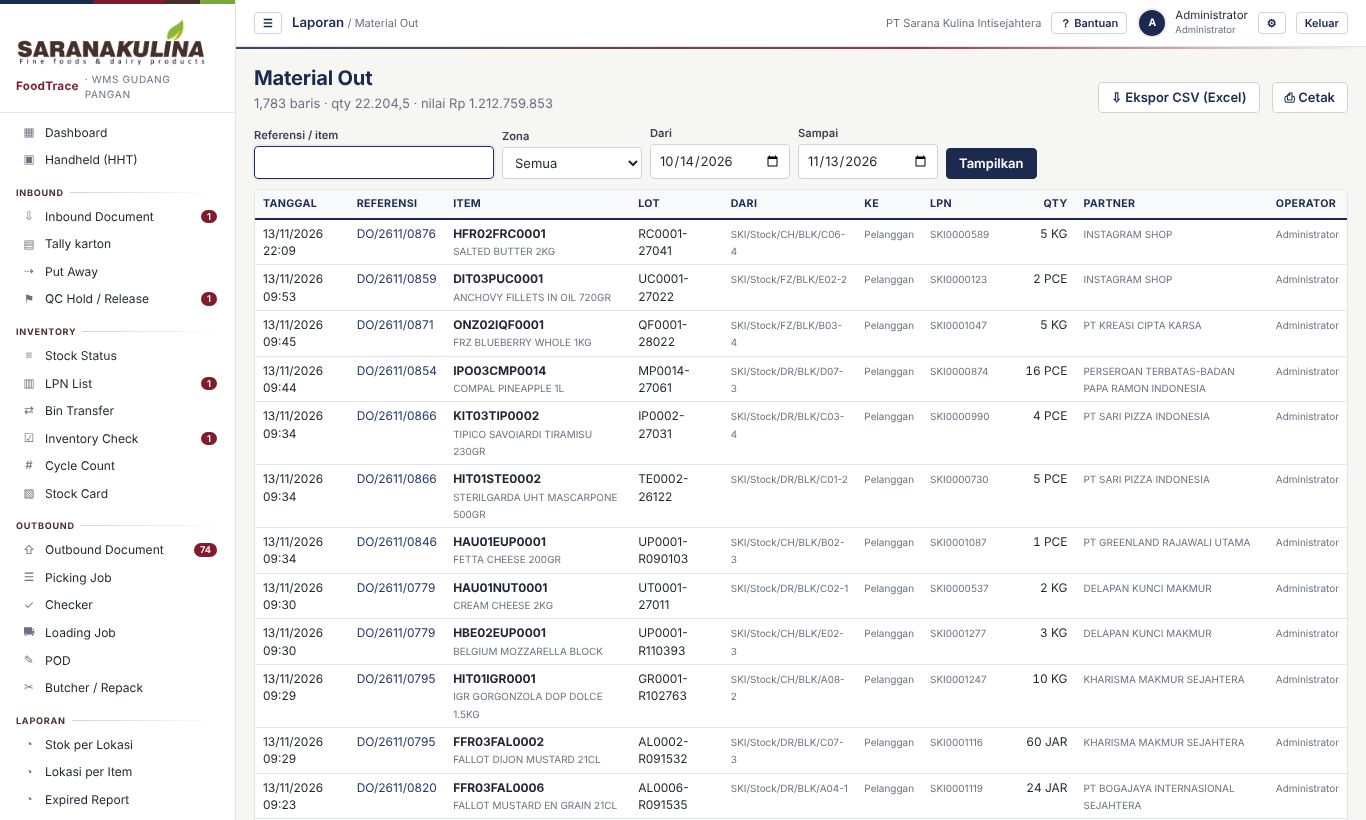 SARANAKULINA
Fine foods & dairy products
FoodTrace · WMS GUDANG
PANGAN
☰ Laporan / Material Out
PT Sarana Kulina Intisejahtera
? Bantuan
A
Administrator
Administrator
⚙
Keluar
Dashboard
Handheld (HHT)
INBOUND
Inbound Document 1
Tally karton
Put Away
QC Hold / Release 1
INVENTORY
Stock Status
LPN List 1
Bin Transfer
Inventory Check 1
Cycle Count
Stock Card
OUTBOUND
Outbound Document 74
Picking Job
Checker
Loading Job
POD
Butcher / Repack
LAPORAN
Stok per Lokasi
Lokasi per Item
Expired Report
Material Out
1,783 baris · qty 22.204,5 · nilai Rp 1.212.759.853
⇩ Ekspor CSV (Excel)
⎙ Cetak
Referensi / item
Zona
Dari
Sampai
Semua
10/14/2026
11/13/2026
Tampilkan
TANGGAL REFERENSI ITEM LOT DARI KE LPN QTY PARTNER OPERATOR
13/11/2026 DO/2611/0876 HFR02FRC0001 RC0001- SKI/Stock/CH/BLK/C06- Pelanggan SKI0000589 5 KG INSTAGRAM SHOP Administrator
22:09 SALTED BUTTER 2KG 27041 4
13/11/2026 DO/2611/0859 DIT03PUC0001 UC0001- SKI/Stock/FZ/BLK/E02-2 Pelanggan SKI0000123 2 PCE INSTAGRAM SHOP Administrator
09:53 ANCHOVY FILLETS IN OIL 720GR 27022
13/11/2026 DO/2611/0871 ONZ02IQF0001 QF0001- SKI/Stock/FZ/BLK/B03- Pelanggan SKI0001047 5 KG PT KREASI CIPTA KARSA Administrator
09:45 FRZ BLUEBERRY WHOLE 1KG 28022 4
13/11/2026 DO/2611/0854 IPO03CMP0014 MP0014- SKI/Stock/DR/BLK/D07- Pelanggan SKI0000874 16 PCE PERSEROAN TERBATAS-BADAN Administrator
09:44 COMPAL PINEAPPLE 1L 27061 3 PAPA RAMON INDONESIA
13/11/2026 DO/2611/0866 KIT03TIP0002 IP0002- SKI/Stock/DR/BLK/C03- Pelanggan SKI0000990 4 PCE PT SARI PIZZA INDONESIA Administrator
09:34 TIPICO SAVOIARDI TIRAMISU 27031 4
230GR
13/11/2026 DO/2611/0866 HIT01STE0002 TE0002- SKI/Stock/DR/BLK/C01-2 Pelanggan SKI0000730 5 PCE PT SARI PIZZA INDONESIA Administrator
09:34 STERILGARDA UHT MASCARPONE 26122
500GR
13/11/2026 DO/2611/0846 HAU01EUP0001 UP0001- SKI/Stock/CH/BLK/B02- Pelanggan SKI0001087 1 PCE PT GREENLAND RAJAWALI UTAMA Administrator
09:34 FETTA CHEESE 200GR R090103 3
13/11/2026 DO/2611/0779 HAU01NUT0001 UT0001- SKI/Stock/DR/BLK/C02-1 Pelanggan SKI0000537 2 KG DELAPAN KUNCI MAKMUR Administrator
09:30 CREAM CHEESE 2KG 27011
13/11/2026 DO/2611/0779 HBE02EUP0001 UP0001- SKI/Stock/CH/BLK/E02- Pelanggan SKI0001277 3 KG DELAPAN KUNCI MAKMUR Administrator
09:30 BELGIUM MOZZARELLA BLOCK R110393 3
13/11/2026 DO/2611/0795 HIT01IGR0001 GR0001- SKI/Stock/CH/BLK/A08- Pelanggan SKI0001247 10 KG KHARISMA MAKMUR SEJAHTERA Administrator
09:29 IGR GORGONZOLA DOP DOLCE R102763 2
1.5KG
13/11/2026 DO/2611/0795 FFR03FAL0002 AL0002- SKI/Stock/DR/BLK/C07- Pelanggan SKI0001116 60 JAR KHARISMA MAKMUR SEJAHTERA Administrator
09:29 FALLOT DIJON MUSTARD 21CL R091532 3
13/11/2026 DO/2611/0820 FFR03FAL0006 AL0006- SKI/Stock/DR/BLK/A04-1 Pelanggan SKI0001119 24 JAR PT BOGAJAYA INTERNASIONAL Administrator
09:23 FALLOT MUSTARD EN GRAIN 21CL R091535 SEJAHTERA